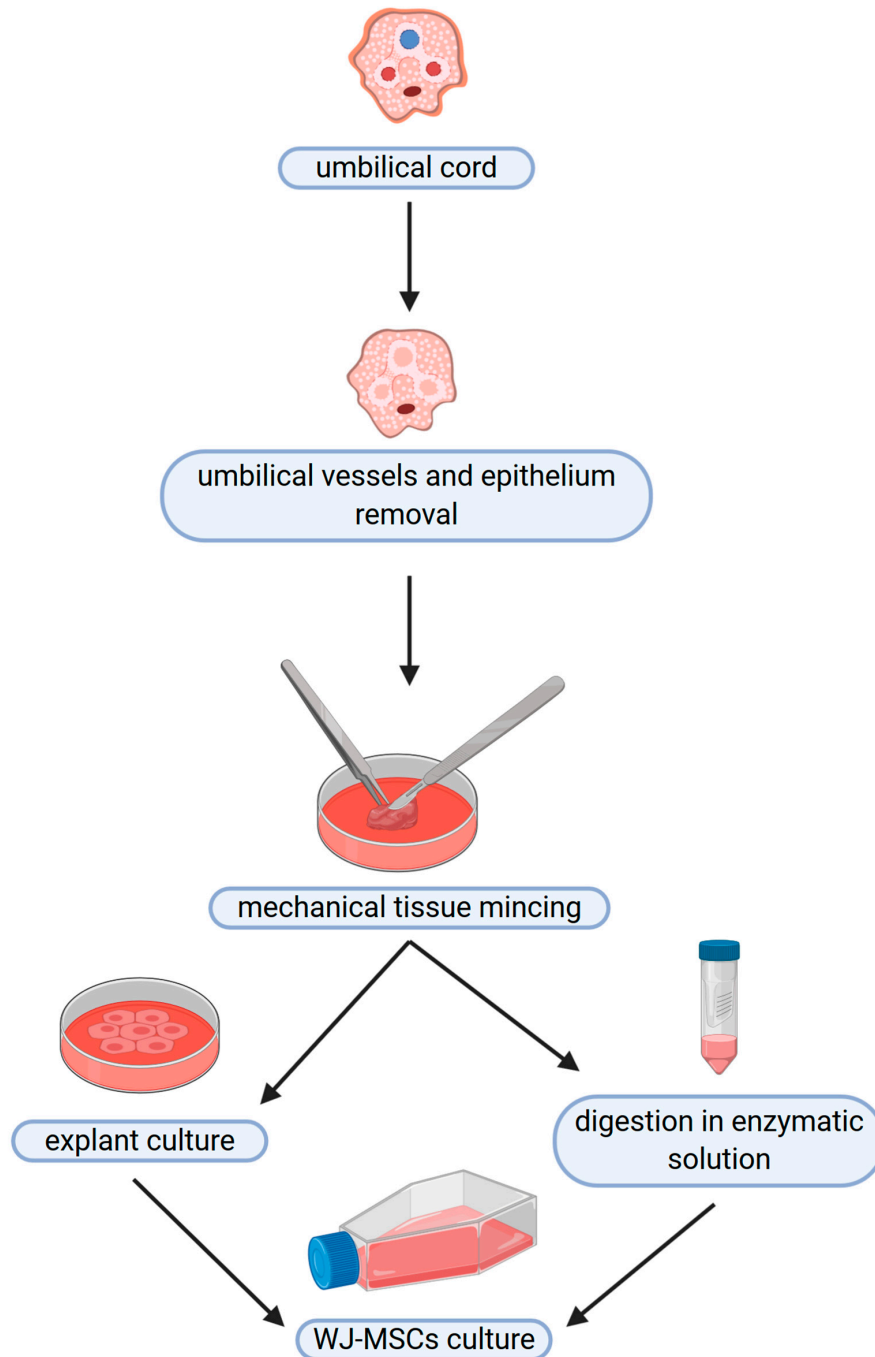 umbilical cord
umbilical vessels and epithelium
removal
mechanical tissue mincing
explant culture
digestion in enzymatic
solution
WJ-MSCs culture